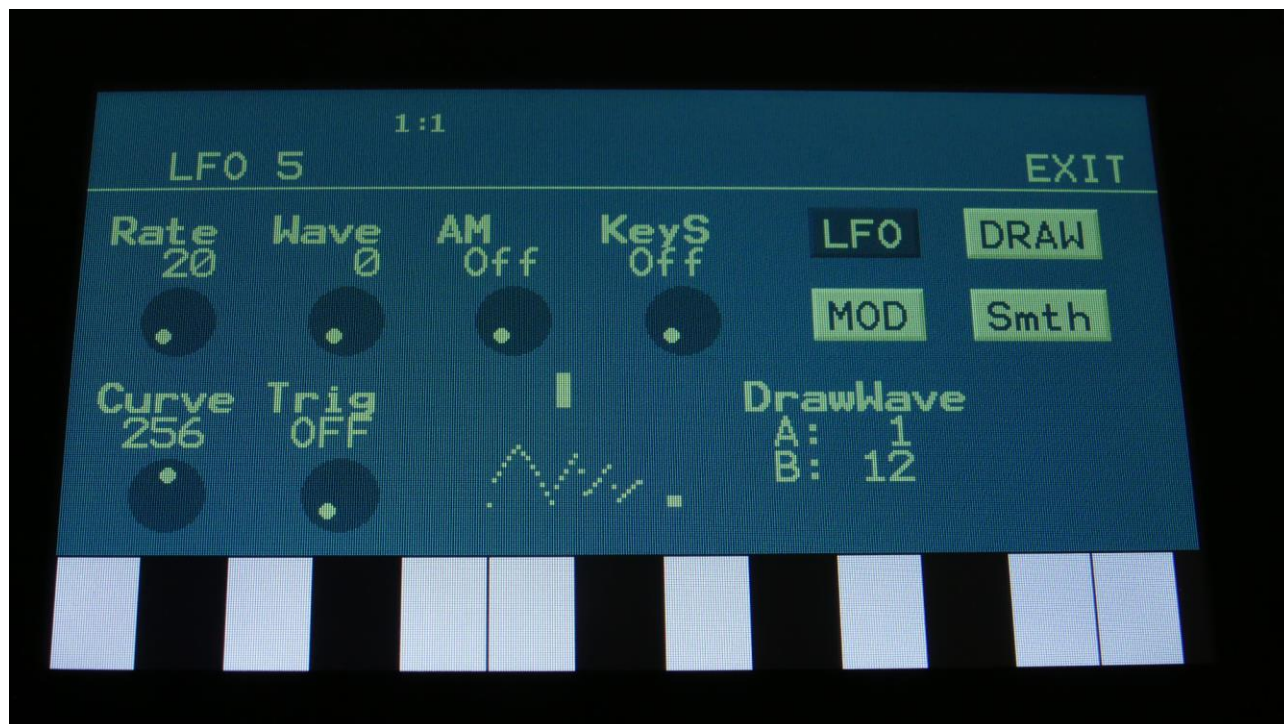 1:1
LFO 5 EXIT
Rate Wave AM KeyS LFO DRAW
20 0 Off Off
MOD Smth
Curve Trig DrawWave
256 OFF A: 1
B: 12